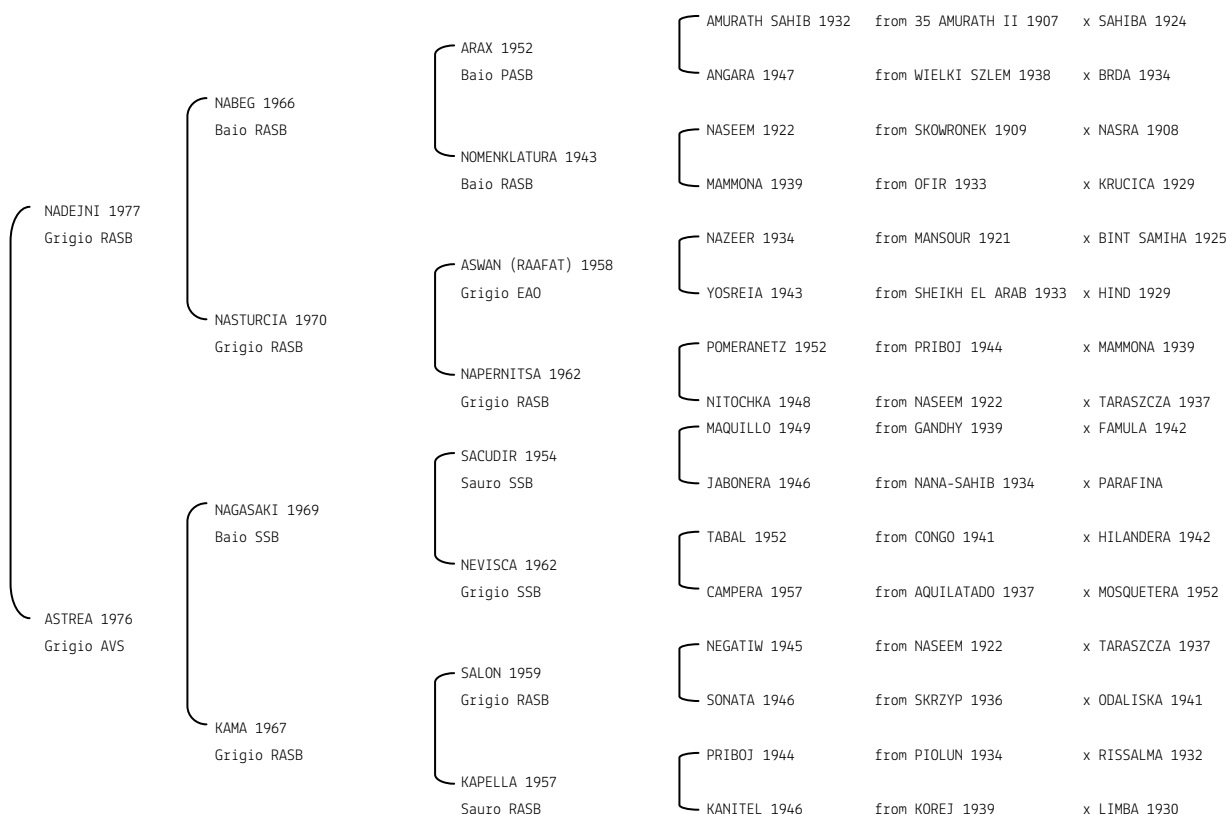 AMURATH SAHIB 1932 from 35 AMURATH II 1907 x SAHIBA 1924
ARAX 1952
Baio PASB
ANGARA 1947 from WIELKI SZLEM 1938 x BRDA 1934
NABEG 1966
Baio RASB
NASEEM 1922 from SKOWRONEK 1909 x NASRA 1908
NOMENKLATURA 1943
Baio RASB
MAMMONA 1939 from OFIR 1933 x KRUCICA 1929
NADEJNI 1977
Grigio RASB
NAZEER 1934 from MANSOUR 1921 x BINT SAMIHA 1925
ASWAN (RAAFAT) 1958
Grigio EAO
YOSREIA 1943 from SHEIKH EL ARAB 1933 x HIND 1929
NASTURCIA 1970
Grigio RASB
POMERANETZ 1952 from PRIBOJ 1944 x MAMMONA 1939
NAPERNITSA 1962
Grigio RASB
NITOCHKA 1948 from NASEEM 1922 x TARASZCZA 1937
MAQUILLO 1949 from GANDHY 1939 x FAMULA 1942
SACUDIR 1954
Sauro SSB
JABONERA 1946 from NANA-SAHIB 1934 x PARAFINA
NAGASAKI 1969
Baio SSB
TABAL 1952 from CONGO 1941 x HILANDERA 1942
NEVISCA 1962
Grigio SSB
CAMPERA 1957 from AQUILATADO 1937 x MOSQUETERA 1952
ASTREA 1976
Grigio AVS
NEGATIW 1945 from NASEEM 1922 x TARASZCZA 1937
SALON 1959
Grigio RASB
SONATA 1946 from SKRZYP 1936 x ODALISKA 1941
KAMA 1967
Grigio RASB
PRIBOJ 1944 from PIOLUN 1934 x RISSALMA 1932
KAPELLA 1957
Sauro RASB
KANITEL 1946 from KOREJ 1939 x LIMBA 1930